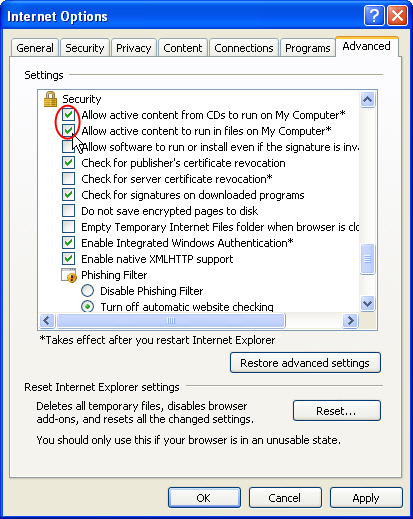 Internet Options
General Security Privacy Content Connections Programs Advanced
Settings
Security
Allow active content from CDs to run on My Computer*
Allow active content to run in files on My Computer*
Allow software to run or install even if the signature is inva
Check for publisher's certificate revocation
Check for server certificate revocation*
Check for signatures on downloaded programs
Do not save encrypted pages to disk
Empty Temporary Internet Files folder when browser is clo
Enable Integrated Windows Authentication*
Enable native XMLHTTP support
Phishing Filter
Disable Phishing Filter
Turn off automatic website checking
*Takes effect after you restart Internet Explorer
Restore advanced settings
Reset Internet Explorer settings
Deletes all temporary files, disables browser
add-ons, and resets all the changed settings.
Reset...
You should only use this if your browser is in an unusable state.
OK Cancel Apply